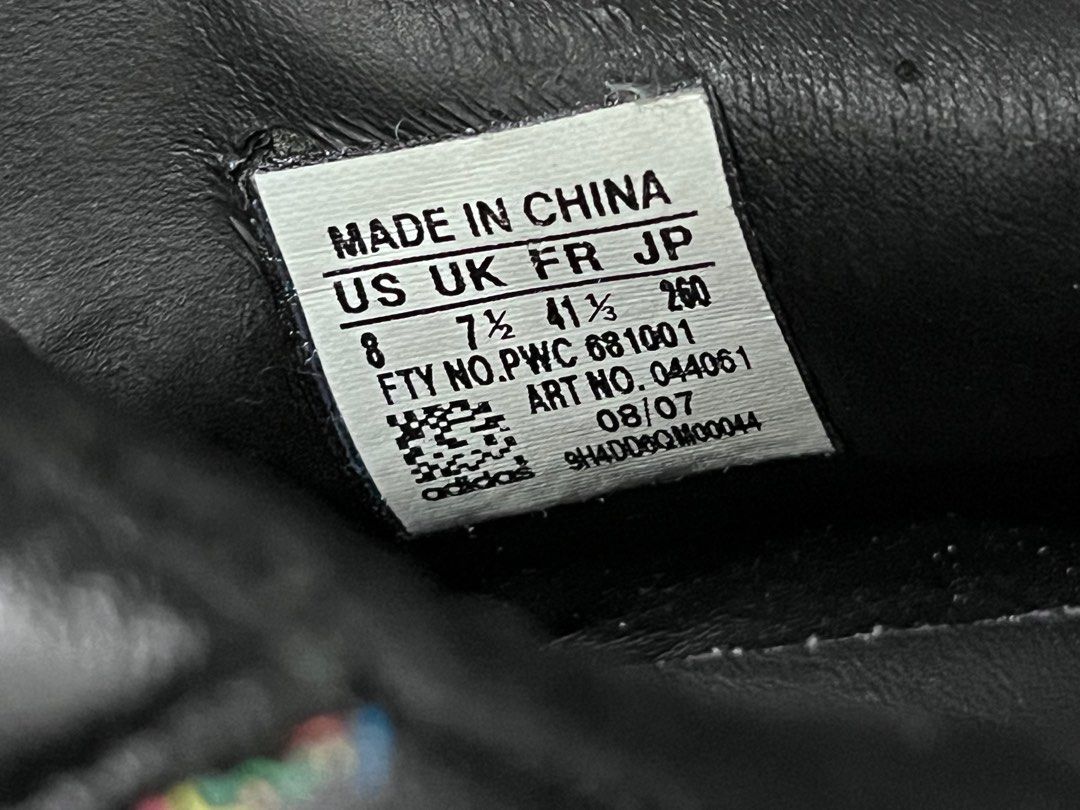 MADE IN CHINA
US UK FR JP
8 7½ 41⅓ 260
FTY NO.PWC 681001
ART NO. 044061
08/07
9H4DD6QM00044
adidas